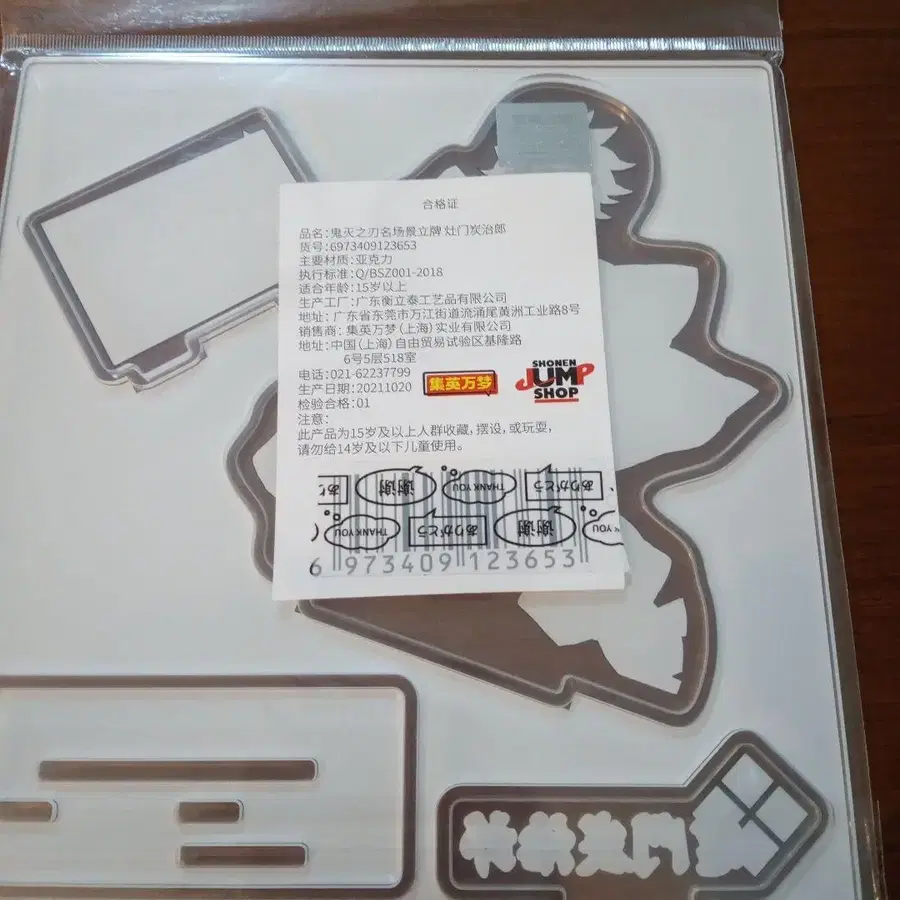 合格证
品名：鬼灭之刃名场景立牌 灶门炭治郎
货号：6973409123653
主要材质：亚克力
执行标准：Q/BSZ001-2018
适合年龄：15岁以上
生产工厂：广东衡立泰工艺品有限公司
地址：广东省东莞市万江街道流涌尾黄洲工业路8号
销售商：集英万梦（上海）实业有限公司
地址：中国（上海）自由贸易试验区基隆路
6号5层518室
电话：021-62237799
生产日期：20211020
集英万梦
SHONEN
JUMP
SHOP
检验合格：01
注意：
此产品为15岁及以上人群收藏，摆设，或玩耍，
请勿给14岁及以下儿童使用。
谢谢 THANK YOU ありがとう
THANK YOU ありがとう 谢谢
6 973409 123653